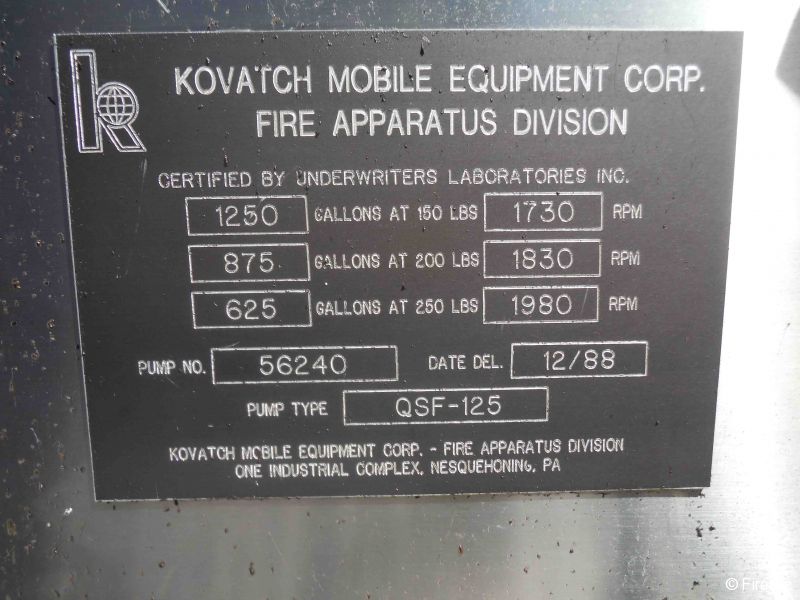 KOVATCH MOBILE EQUIPMENT CORP.
FIRE APPARATUS DIVISION
CERTIFIED BY UNDERWRITERS LABORATORIES INC.
1250 GALLONS AT 150 LBS 1730 RPM
875 GALLONS AT 200 LBS 1830 RPM
625 GALLONS AT 250 LBS 1980 RPM
PUMP NO. 56240 DATE DEL. 12/88
PUMP TYPE QSF-125
KOVATCH MOBILE EQUIPMENT CORP. - FIRE APPARATUS DIVISION
ONE INDUSTRIAL COMPLEX, NESQUEHONING, PA
©